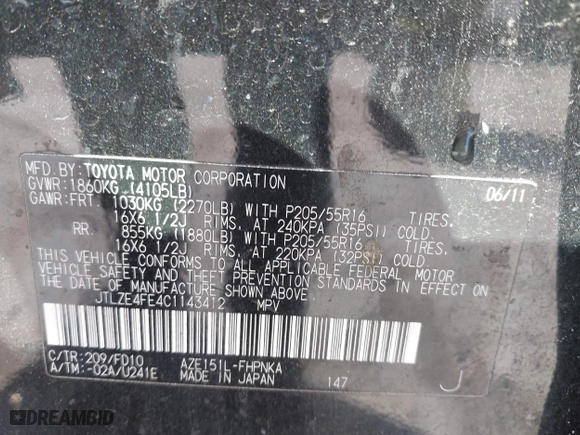 MFD.BY: TOYOTA MOTOR CORPORATION 06/11
GVWR: 1860KG (4105LB)
GAWR:FRT. 1030KG (2270LB) WITH P205/55R16 TIRES,
16X6 1/2J RIMS, AT 240KPA (35PSI) COLD.
RR. 855KG (1880LB) WITH P205/55R16 TIRES,
16X6 1/2J RIMS, AT 220KPA (32PSI) COLD.
THIS VEHICLE CONFORMS TO ALL APPLICABLE FEDERAL MOTOR
VEHICLE SAFETY AND THEFT PREVENTION STANDARDS IN EFFECT ON
THE DATE OF MANUFACTURE SHOWN ABOVE.
JTLZE4FE4C1143412 MPV
C/TR: 209/FD10 AZE151L-FHPNKA
A/TM: -02A/U241E MADE IN JAPAN 147 J
DREAMBID